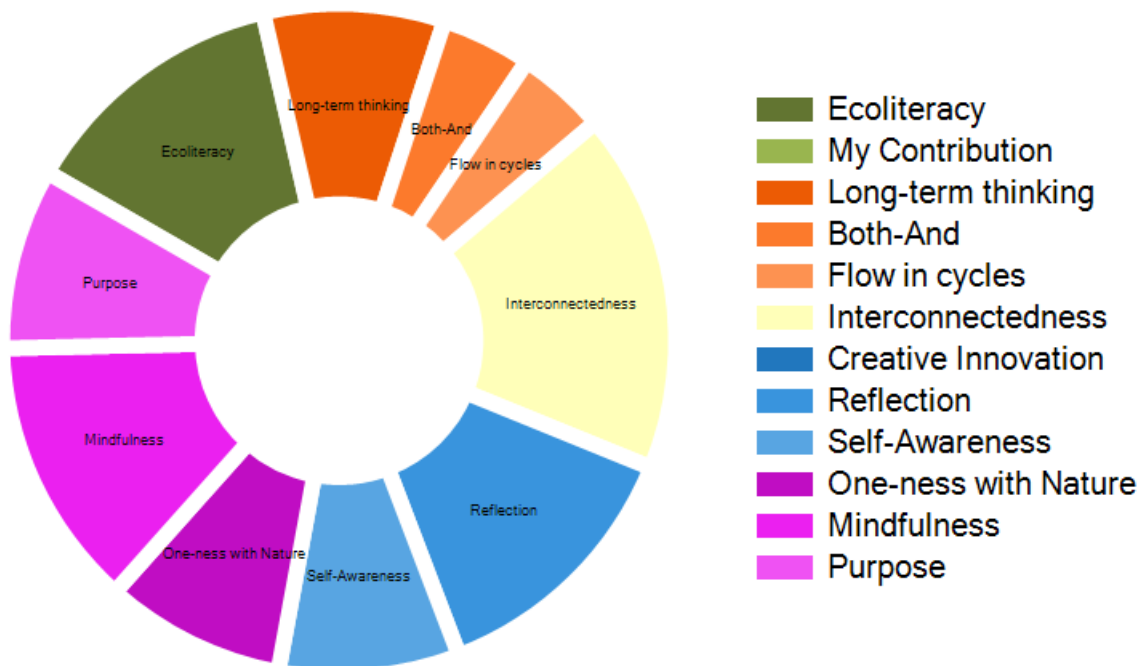 Long-term thinking
Both-And
Ecoliteracy
Flow in cycles
Purpose
Interconnectedness
Mindfulness
Reflection
One-ness with Nature
Self-Awareness
Ecoliteracy
My Contribution
Long-term thinking
Both-And
Flow in cycles
Interconnectedness
Creative Innovation
Reflection
Self-Awareness
One-ness with Nature
Mindfulness
Purpose